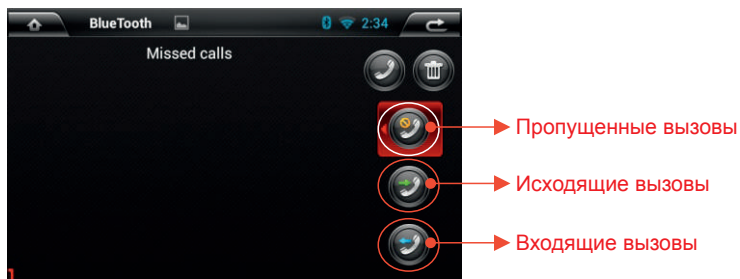 BlueTooth 2:34
Missed calls
Пропущенные вызовы
Исходящие вызовы
Входящие вызовы